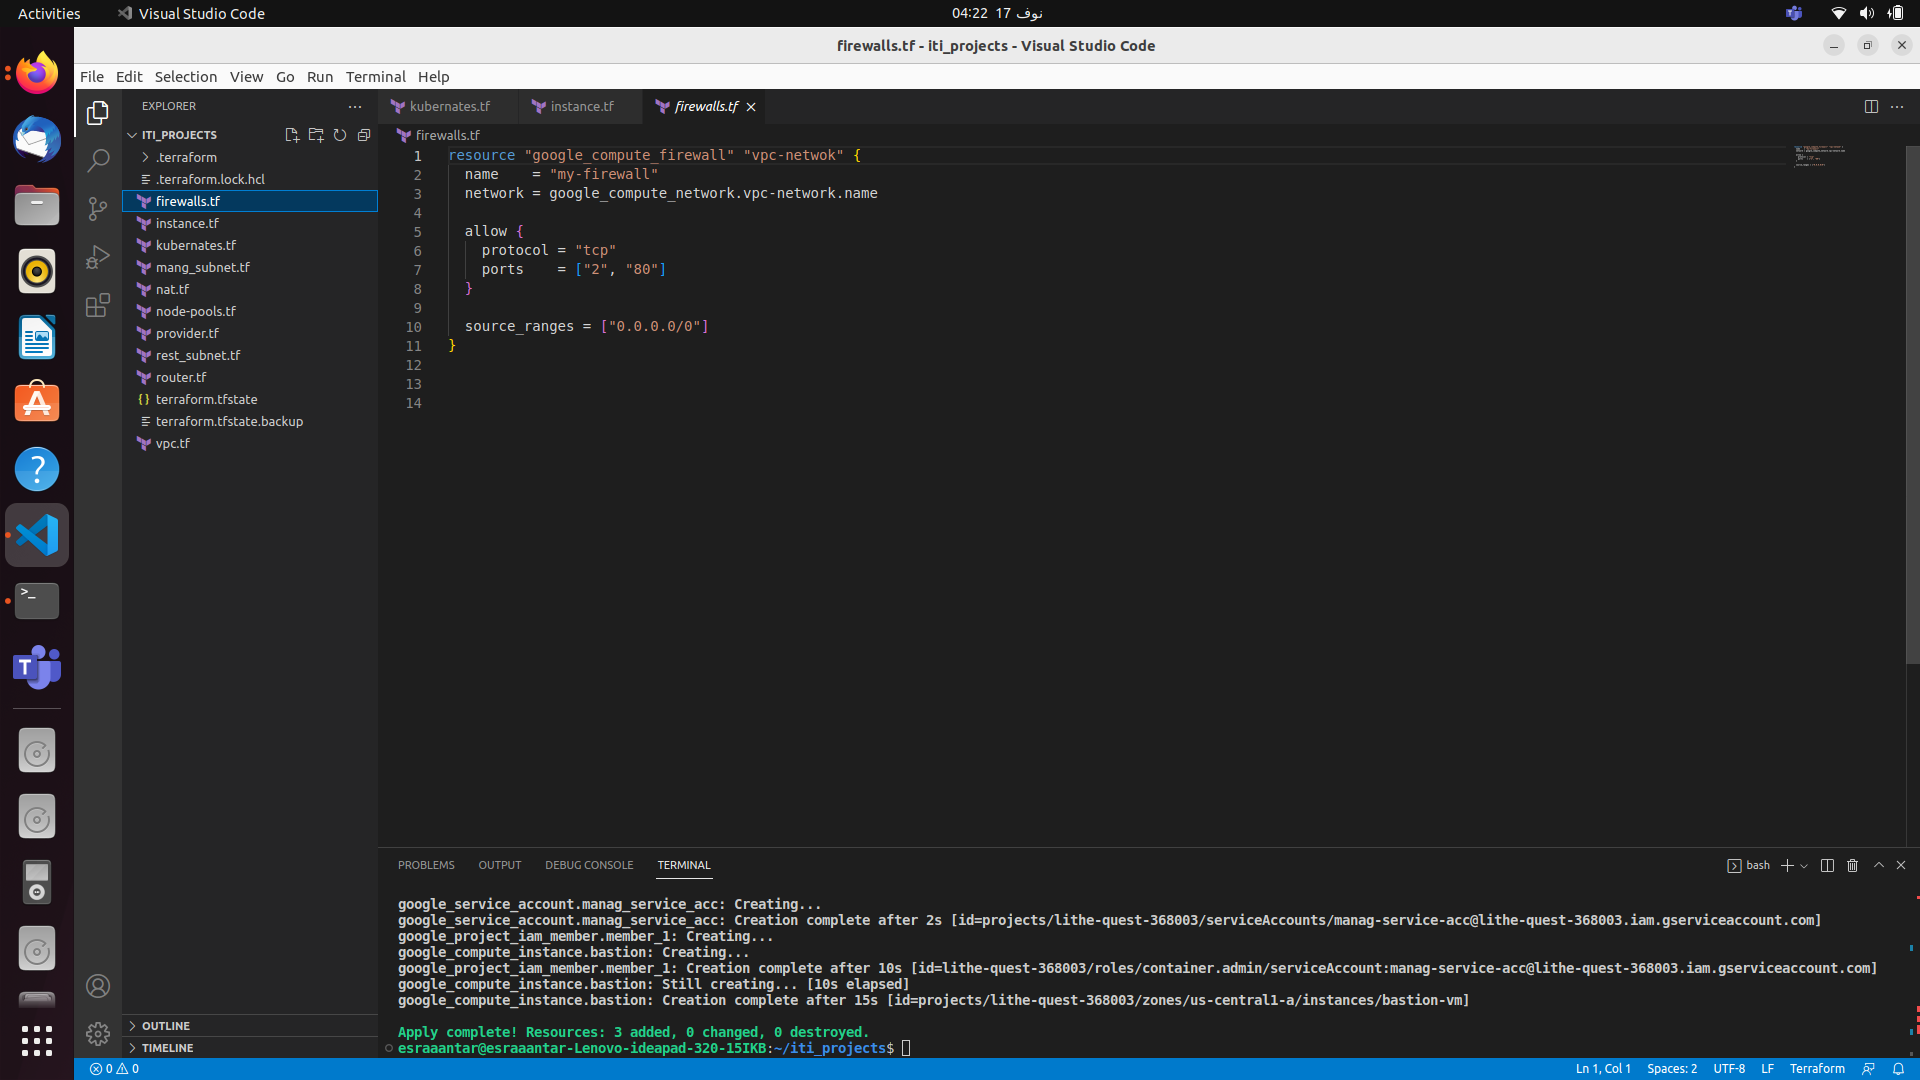 Activities
Visual Studio Code
04:22 17 نوف
firewalls.tf - iti_projects - Visual Studio Code
File Edit Selection View Go Run Terminal Help
EXPLORER
kubernates.tf
instance.tf
firewalls.tf
ITI_PROJECTS
.terraform
.terraform.lock.hcl
firewalls.tf
instance.tf
kubernates.tf
mang_subnet.tf
nat.tf
node-pools.tf
provider.tf
rest_subnet.tf
router.tf
{} terraform.tfstate
terraform.tfstate.backup
vpc.tf
OUTLINE
TIMELINE
firewalls.tf
1 resource "google_compute_firewall" "vpc-netwok" {
2 name    = "my-firewall"
3 network = google_compute_network.vpc-network.name
4
5 allow {
6 protocol = "tcp"
7 ports    = ["2", "80"]
8 }
9
10 source_ranges = ["0.0.0.0/0"]
11 }
12
13
14
PROBLEMS OUTPUT DEBUG CONSOLE TERMINAL
bash
google_service_account.manag_service_acc: Creating...
google_service_account.manag_service_acc: Creation complete after 2s [id=projects/lithe-quest-368003/serviceAccounts/manag-service-acc@lithe-quest-368003.iam.gserviceaccount.com]
google_project_iam_member.member_1: Creating...
google_compute_instance.bastion: Creating...
google_project_iam_member.member_1: Creation complete after 10s [id=lithe-quest-368003/roles/container.admin/serviceAccount:manag-service-acc@lithe-quest-368003.iam.gserviceaccount.com]
google_compute_instance.bastion: Still creating... [10s elapsed]
google_compute_instance.bastion: Creation complete after 15s [id=projects/lithe-quest-368003/zones/us-central1-a/instances/bastion-vm]
Apply complete! Resources: 3 added, 0 changed, 0 destroyed.
esraaantar@esraaantar-Lenovo-ideapad-320-15IKB:~/iti_projects$
0 0
Ln 1, Col 1 Spaces: 2 UTF-8 LF Terraform